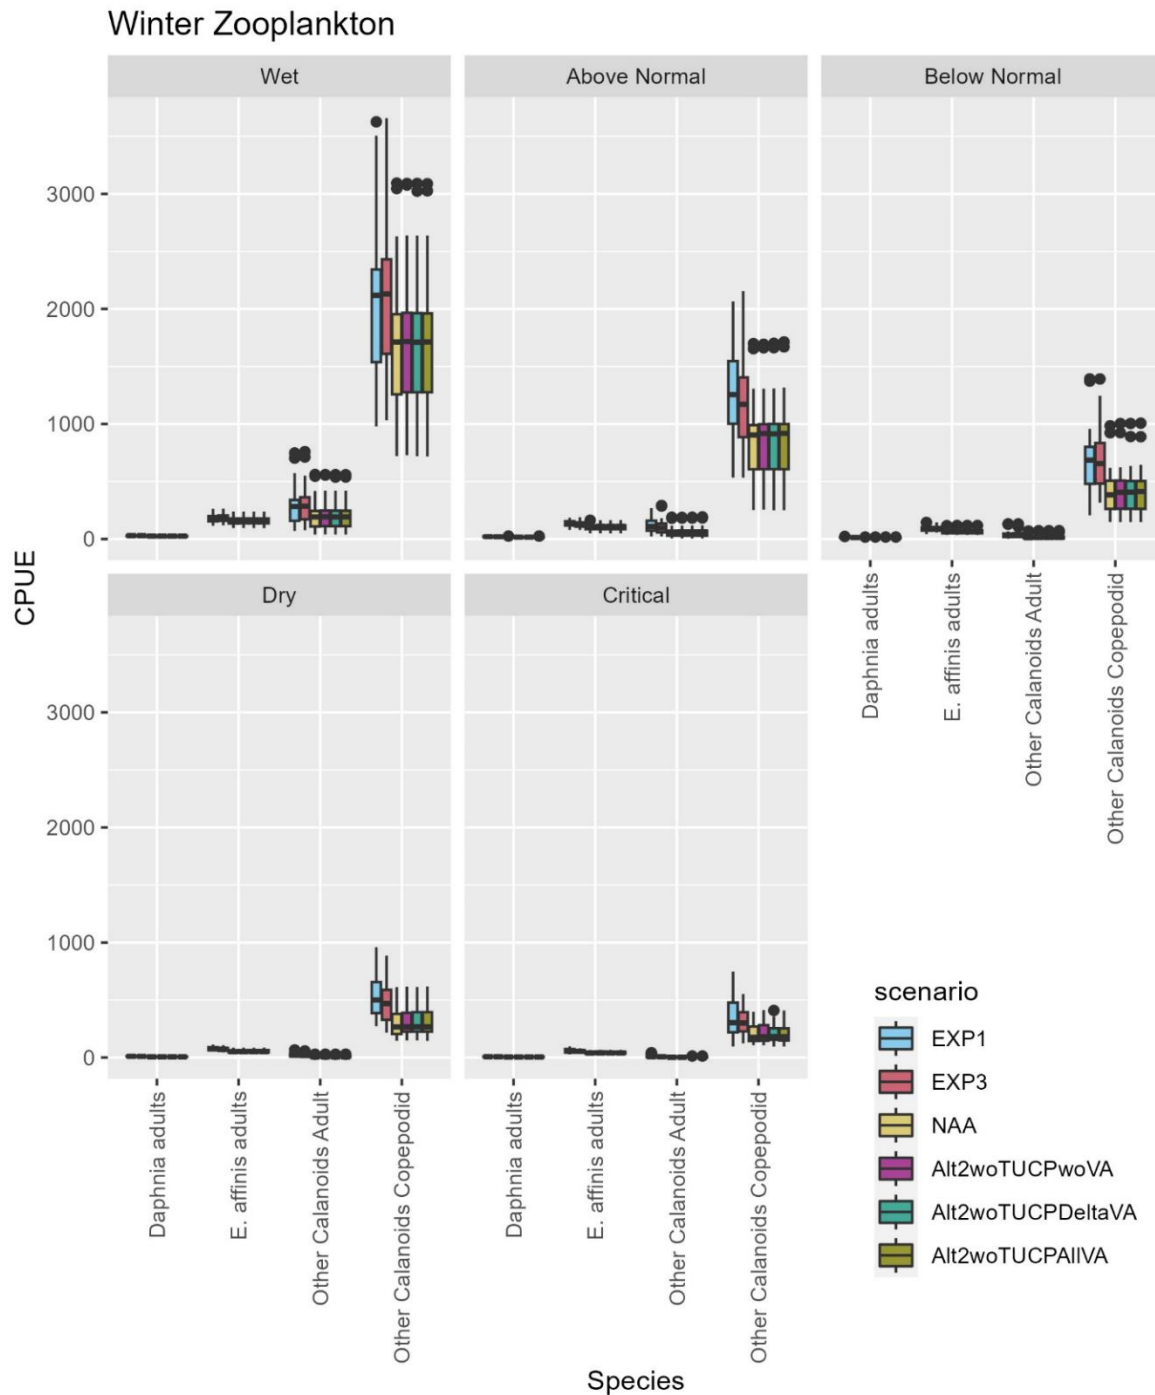 Winter Zooplankton
Wet
Above Normal
Below Normal
3000
2000
1000
0
CPUE
Daphnia adults
E. affinis adults
Other Calanoids Adult
Other Calanoids Copepodid
Dry
Critical
3000
2000
1000
0
Daphnia adults
E. affinis adults
Other Calanoids Adult
Other Calanoids Copepodid
Daphnia adults
E. affinis adults
Other Calanoids Adult
Other Calanoids Copepodid
Species
scenario
EXP1
EXP3
NAA
Alt2woTUCPwoVA
Alt2woTUCPDeltaVA
Alt2woTUCPAllVA